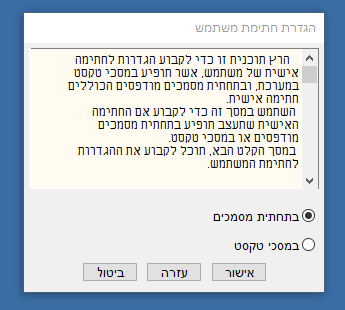 הגדרת חתימת משתמש
הרץ תוכנית זו כדי לקבוע הגדרות לחתימה
אישית של משתמש, אשר תופיע במסכי טקסט
במערכת, ובתחתית מסמכים מודפסים הכוללים
חתימה אישית.
השתמש במסך זה כדי לקבוע אם החתימה
האישית שתעצב תופיע בתחתית מסמכים
מודפסים או במסכי טקסט.
במסך הקלט הבא, תוכל לקבוע את ההגדרות
לחתימת המשתמש.
בתחתית מסמכים
במסכי טקסט
אישור עזרה ביטול